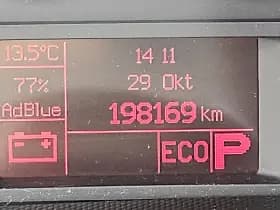 13.5°C
14 11
77%
29 Okt
AdBlue
198169 km
ECO P